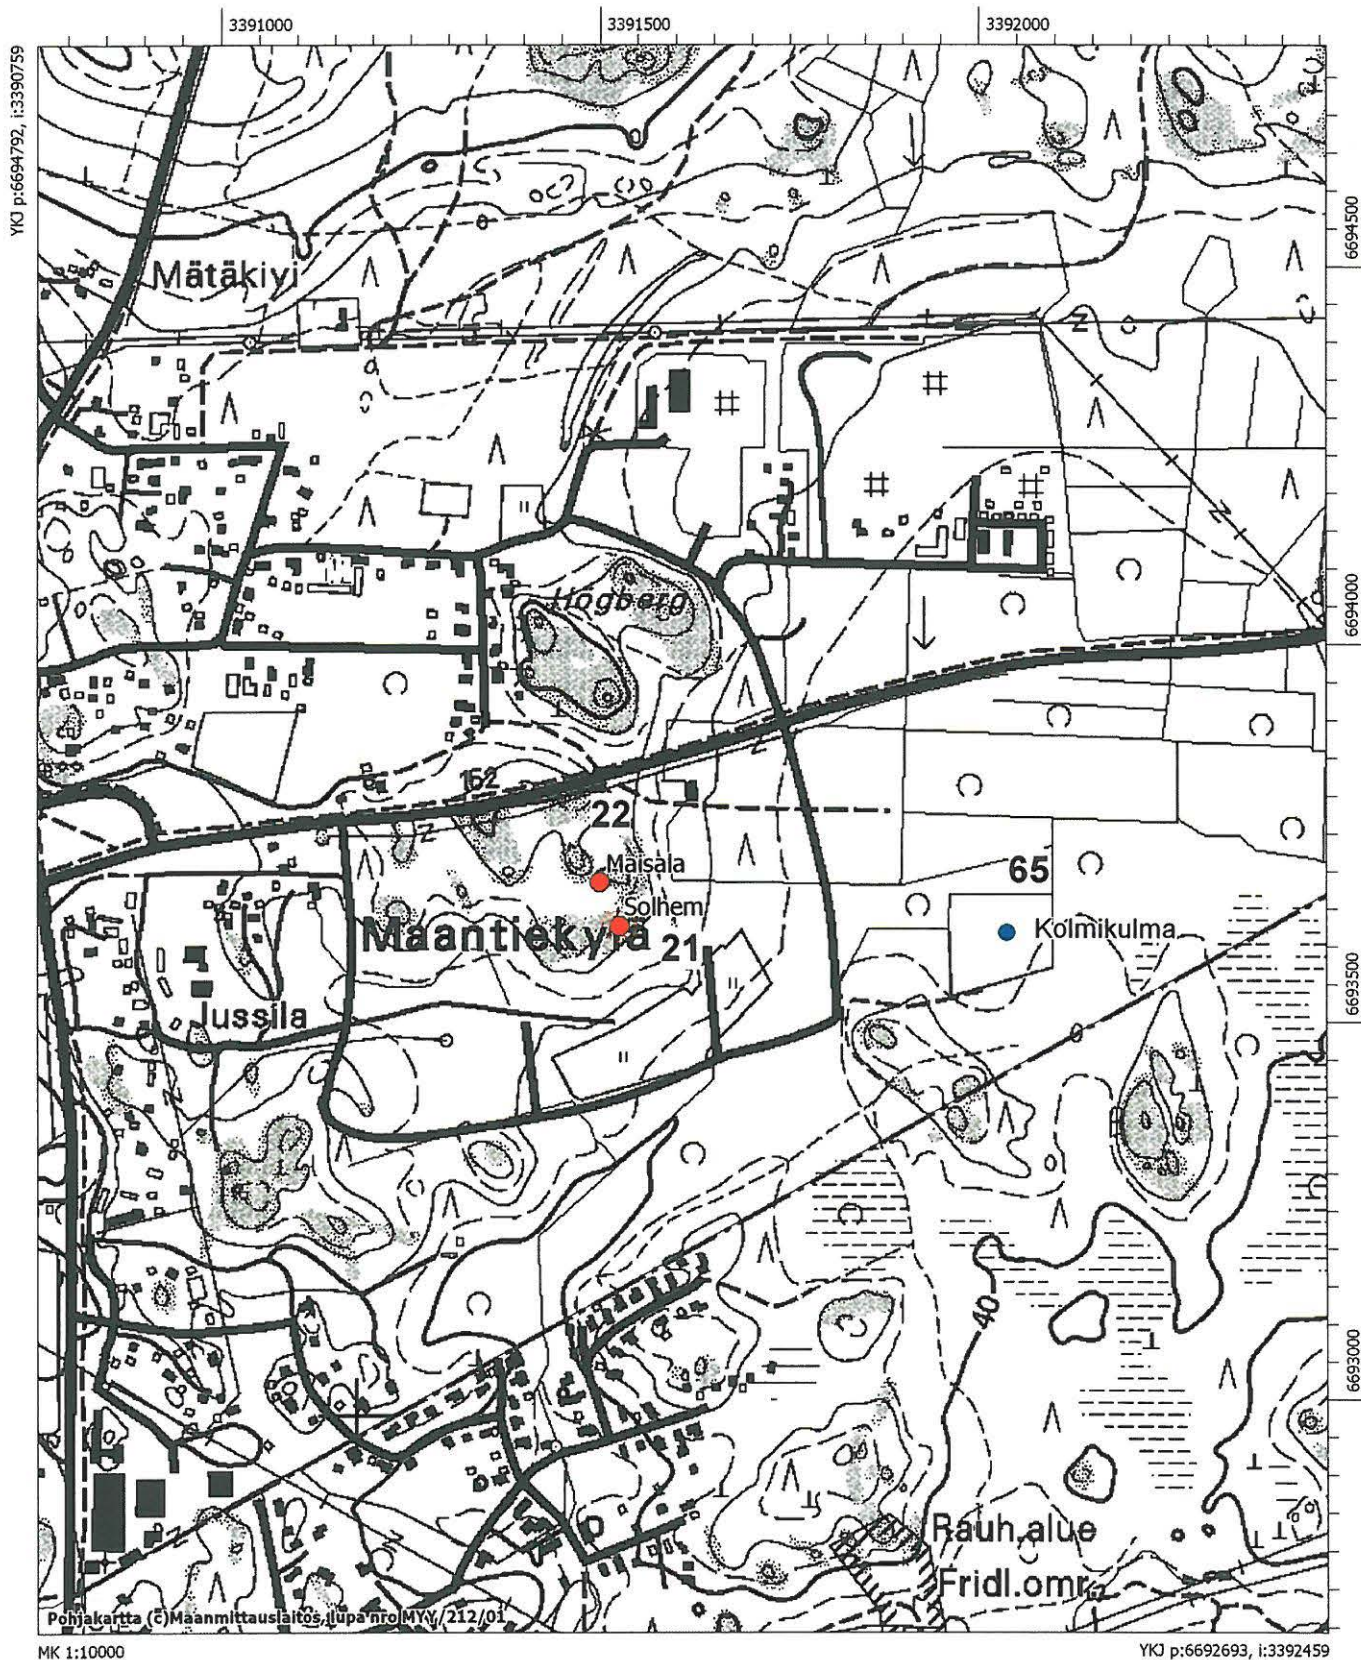 3391000
3391500
3392000
YKJ p:6694792, i:3390759
6694500
Mätäkivi
Högberg
6694000
152
22
Maisala
65
Solhem
Kolmikulma
Maantiekylä
21
6693500
Jussila
40
6693000
Rauh.alue
Fridl.omr.
Pohjakartta (c)Maanmittauslaitos, lupa nro MYY/212/01
MK 1:10000
YKJ p:6692693, i:3392459